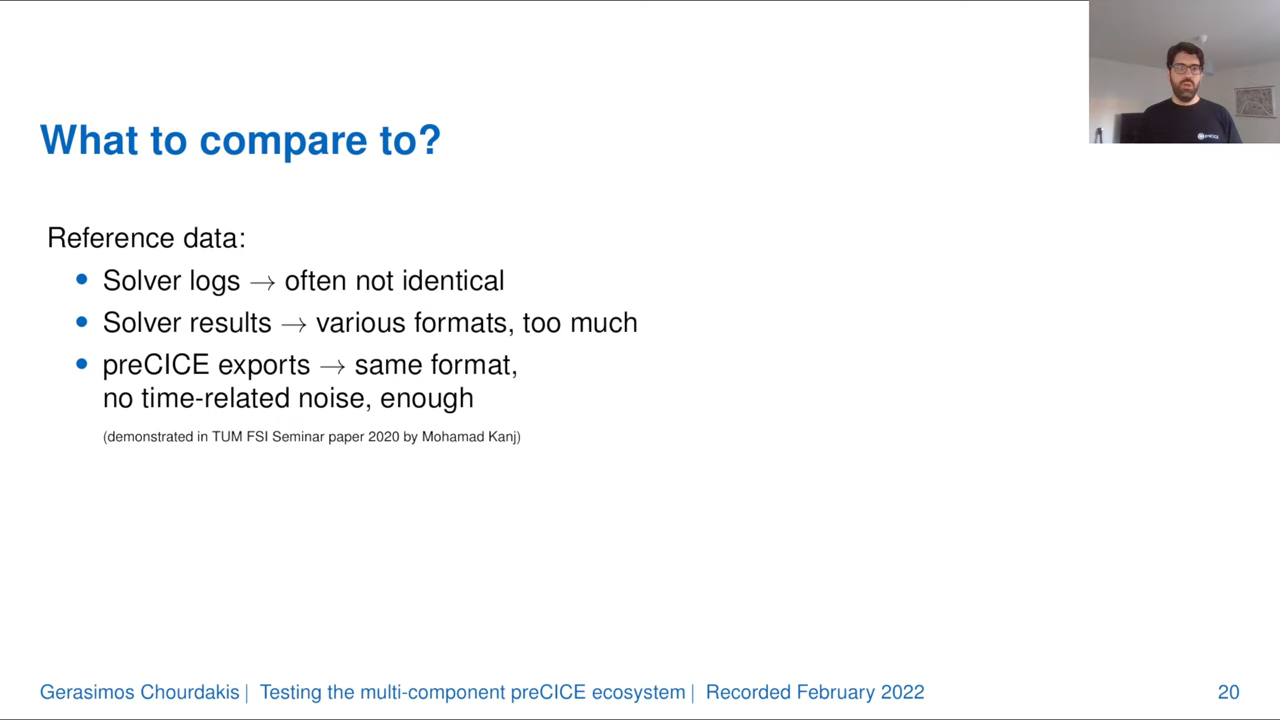 What to compare to?
Reference data:
• Solver logs → often not identical
• Solver results → various formats, too much
• preCICE exports → same format,
no time-related noise, enough
(demonstrated in TUM FSI Seminar paper 2020 by Mohamad Kanj)
Gerasimos Chourdakis | Testing the multi-component preCICE ecosystem | Recorded February 2022
20